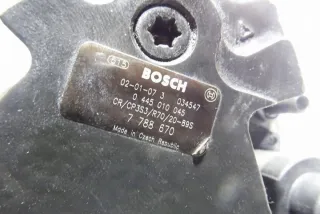 BOSCH
02-01-07 3 034547
0 445 010 045
CR/CP3S3/R70/20-89S
7 788 670
Made in Czech Republic